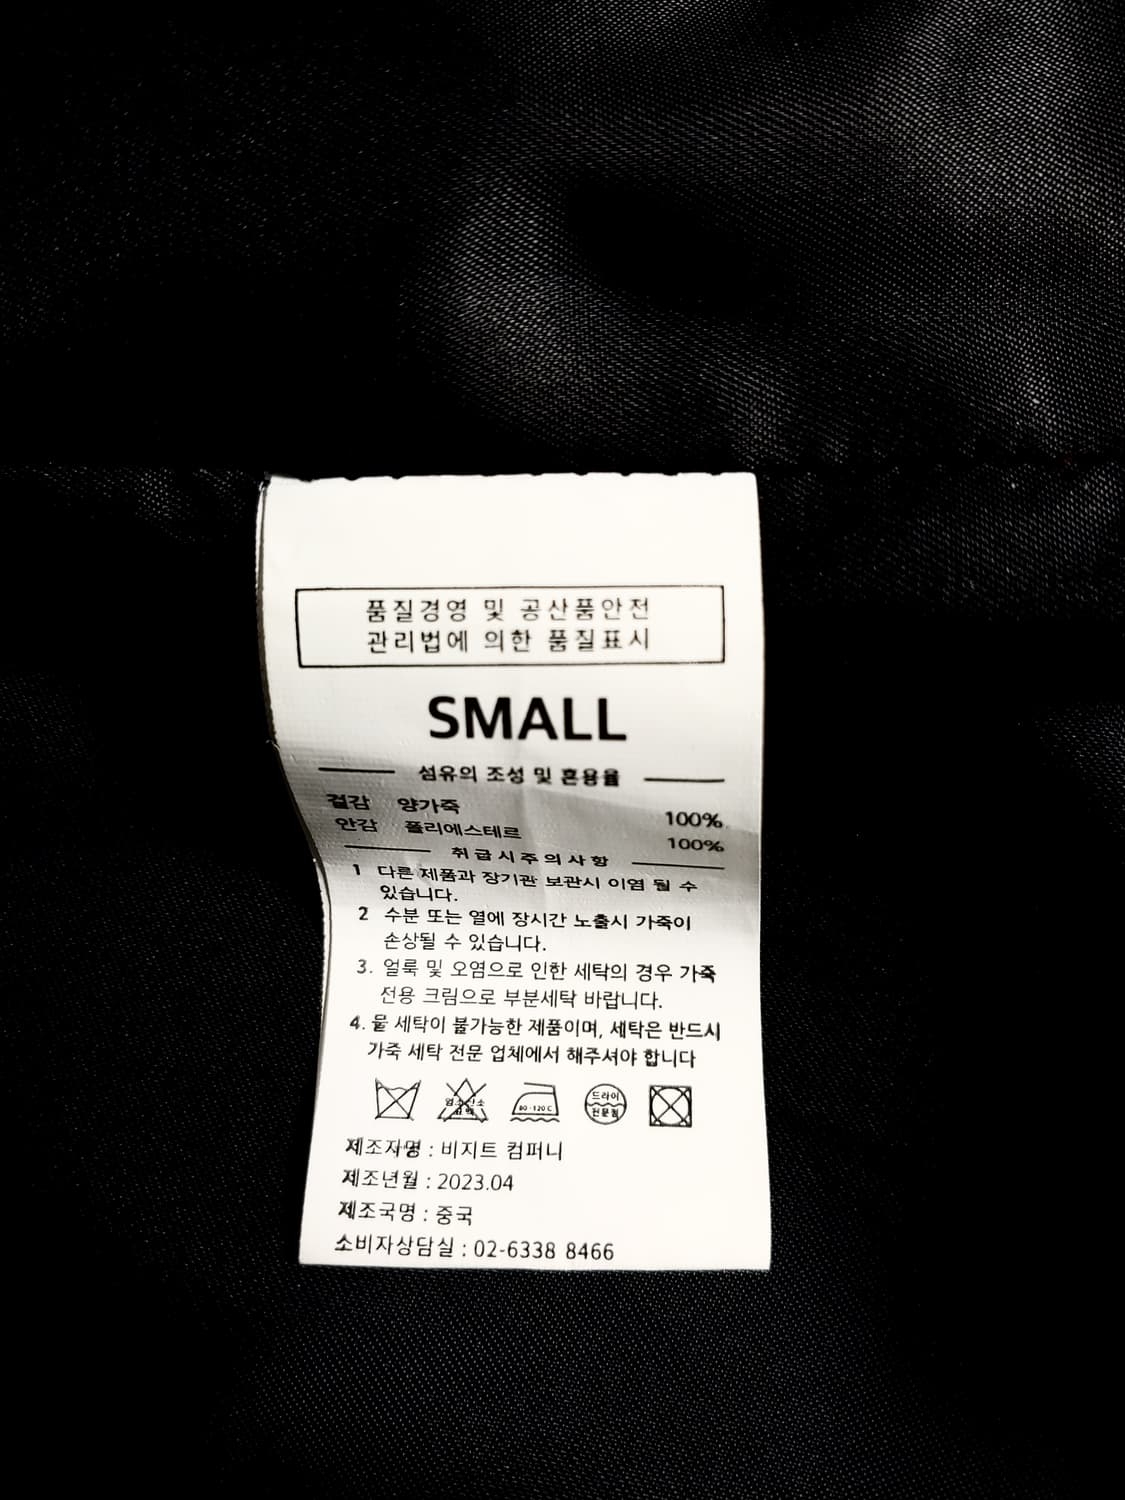 품질경영 및 공산품안전
관리법에 의한 품질표시
SMALL
섬유의 조성 및 혼용율
겉감 양가죽 100%
안감 폴리에스테르 100%
취급시주의사항
1 다른 제품과 장기관 보관시 이염 될 수
있습니다.
2 수분 또는 열에 장시간 노출시 가죽이
손상될 수 있습니다.
3. 얼룩 및 오염으로 인한 세탁의 경우 가죽
전용 크림으로 부분세탁 바랍니다.
4. 물 세탁이 불가능한 제품이며, 세탁은 반드시
가죽 세탁 전문 업체에서 해주셔야 합니다
80-120 C 드라이
전문점
제조자명 : 비지트 컴퍼니
제조년월 : 2023.04
제조국명 : 중국
소비자상담실 : 02-6338 8466